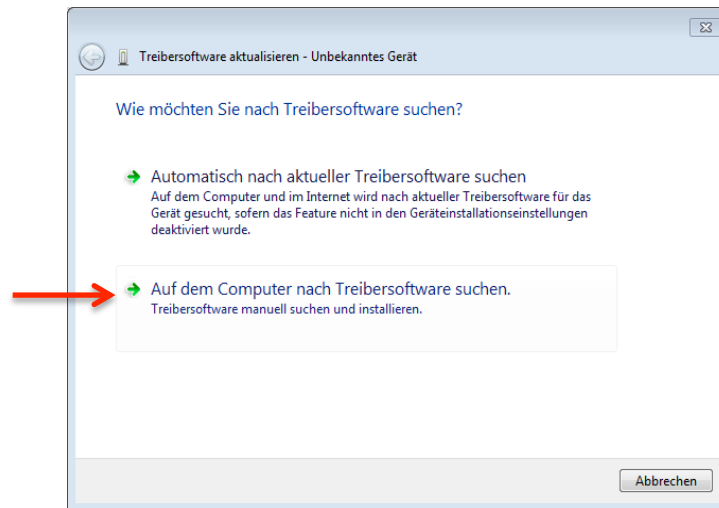 Treibersoftware aktualisieren - Unbekanntes Gerät
Wie möchten Sie nach Treibersoftware suchen?
Automatisch nach aktueller Treibersoftware suchen
Auf dem Computer und im Internet wird nach aktueller Treibersoftware für das
Gerät gesucht, sofern das Feature nicht in den Geräteinstallationseinstellungen
deaktiviert wurde.
Auf dem Computer nach Treibersoftware suchen.
Treibersoftware manuell suchen und installieren.
Abbrechen